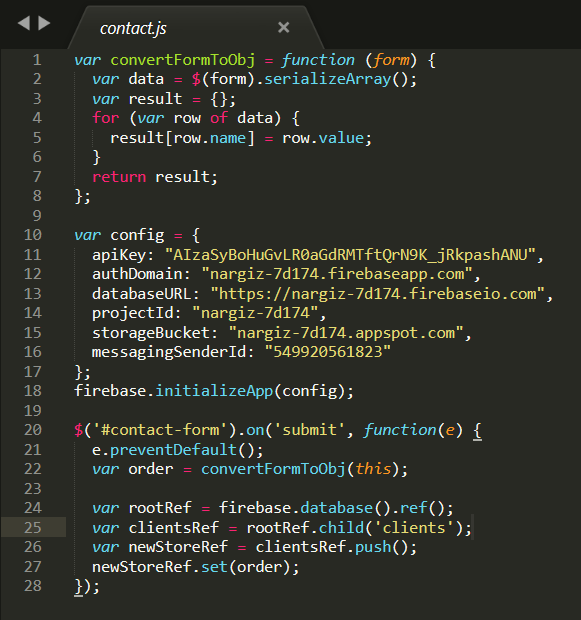 contact.js
1 var convertFormToObj = function (form) {
2 var data = $(form).serializeArray();
3 var result = {};
4 for (var row of data) {
5 result[row.name] = row.value;
6 }
7 return result;
8 };
9
10 var config = {
11 apiKey: "AIzaSyBoHuGvLR0aGdRMTftQrN9K_jRkpashANU",
12 authDomain: "nargiz-7d174.firebaseapp.com",
13 databaseURL: "https://nargiz-7d174.firebaseio.com",
14 projectId: "nargiz-7d174",
15 storageBucket: "nargiz-7d174.appspot.com",
16 messagingSenderId: "549920561823"
17 };
18 firebase.initializeApp(config);
19
20 $('#contact-form').on('submit', function(e) {
21 e.preventDefault();
22 var order = convertFormToObj(this);
23
24 var rootRef = firebase.database().ref();
25 var clientsRef = rootRef.child('clients');
26 var newStoreRef = clientsRef.push();
27 newStoreRef.set(order);
28 });